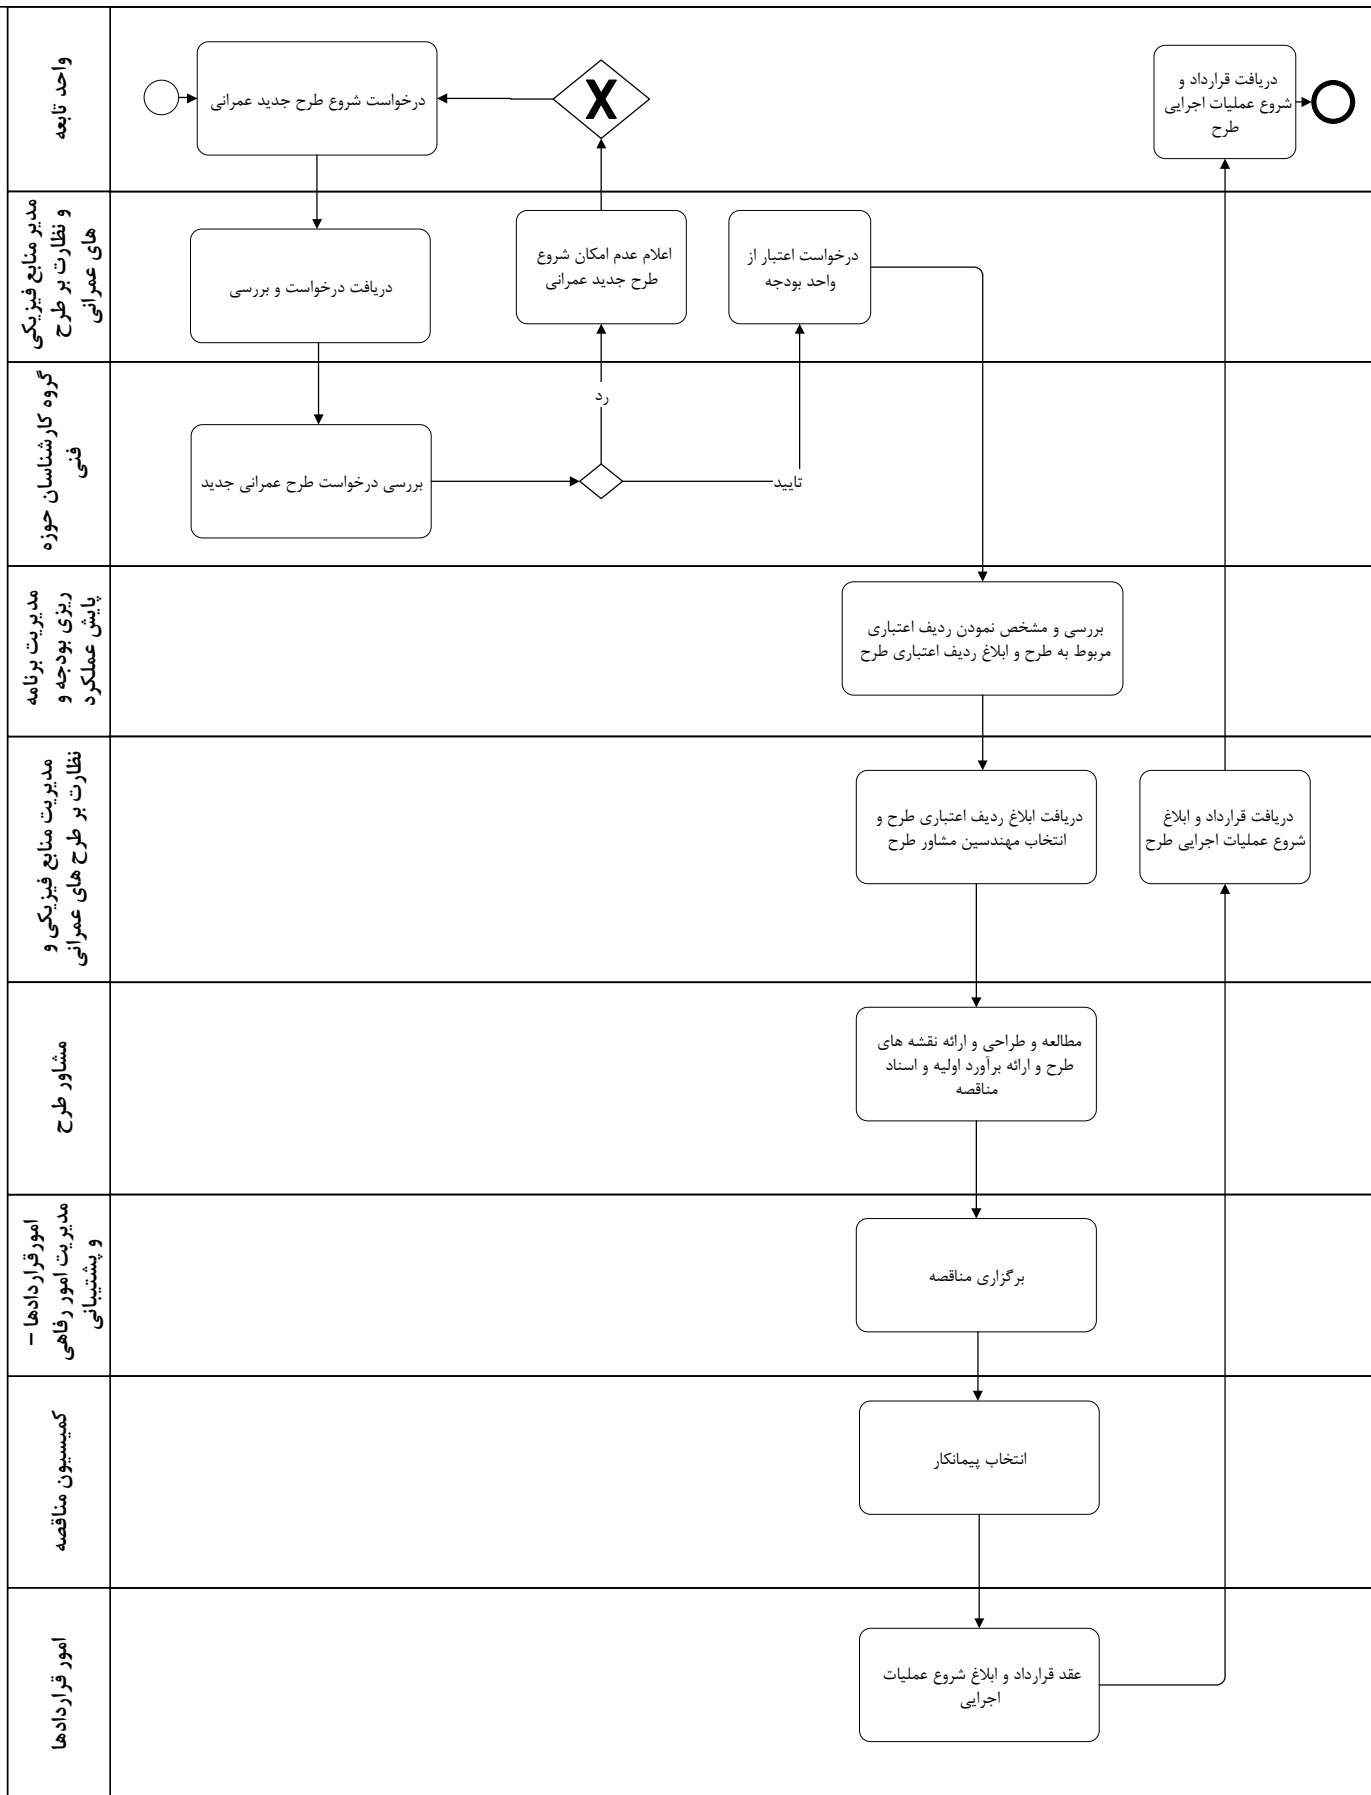 واحد تابعه
درخواست شروع طرح جدید عمرانی
X
دریافت قرارداد و
شروع عملیات اجرایی
طرح
مدیر منابع فیزیکی
و نظارت بر طرح
های عمرانی
دریافت درخواست و بررسی
اعلام عدم امکان شروع
طرح جدید عمرانی
درخواست اعتبار از
واحد بودجه
گروه کارشناسان حوزه
فنی
بررسی درخواست طرح عمرانی جدید
رد
تایید
مدیریت برنامه
ریزی بودجه و
پایش عملکرد
بررسی و مشخص نمودن ردیف اعتباری
مربوط به طرح و ابلاغ ردیف اعتباری طرح
مدیریت منابع فیزیکی و
نظارت بر طرح های عمرانی
دریافت ابلاغ ردیف اعتباری طرح و
انتخاب مهندسین مشاور طرح
دریافت قرارداد و ابلاغ
شروع عملیات اجرایی طرح
مشاور طرح
مطالعه و طراحی و ارائه نقشه های
طرح و ارائه برآورد اولیه و اسناد
مناقصه
امورقراردادها –
مدیریت امور رفاهی
و پشتیبانی
برگزاری مناقصه
کمیسیون مناقصه
انتخاب پیمانکار
امور قراردادها
عقد قرارداد و ابلاغ شروع عملیات
اجرایی